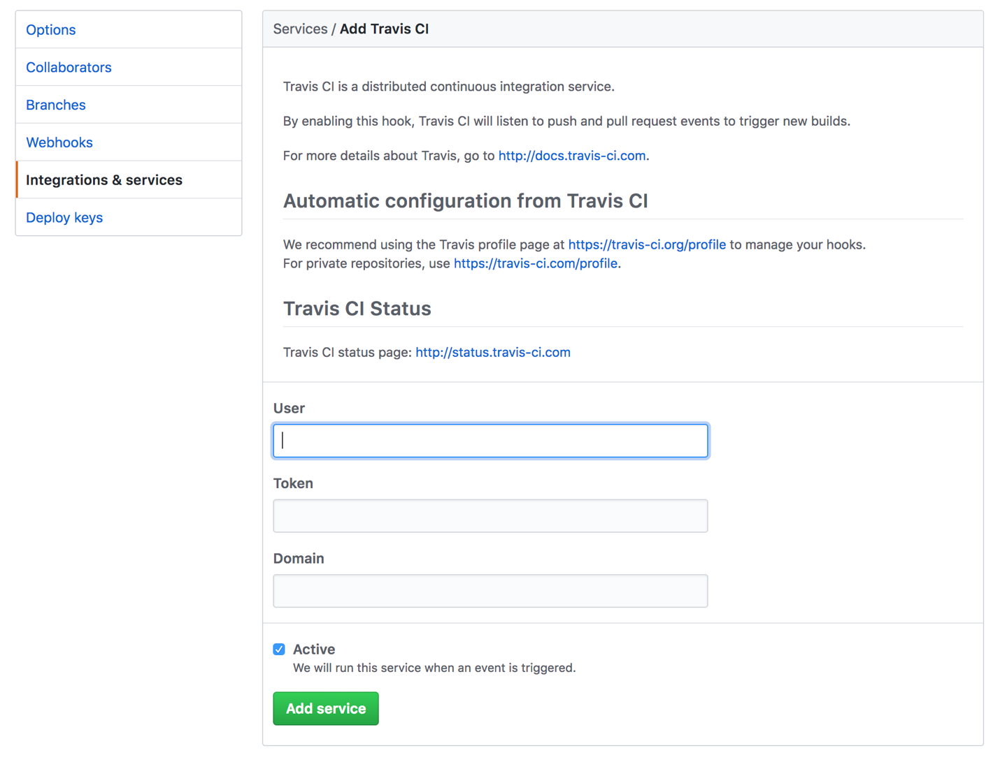 Options
Collaborators
Branches
Webhooks
Integrations & services
Deploy keys
Services / Add Travis CI
Travis CI is a distributed continuous integration service.
By enabling this hook, Travis CI will listen to push and pull request events to trigger new builds.
For more details about Travis, go to http://docs.travis-ci.com.
Automatic configuration from Travis CI
We recommend using the Travis profile page at https://travis-ci.org/profile to manage your hooks.
For private repositories, use https://travis-ci.com/profile.
Travis CI Status
Travis CI status page: http://status.travis-ci.com
User
Token
Domain
Active
We will run this service when an event is triggered.
Add service